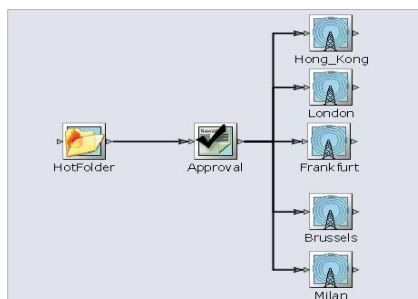 Hong_Kong
London
HotFolder
Approval
Frankfurt
Brussels
Milan